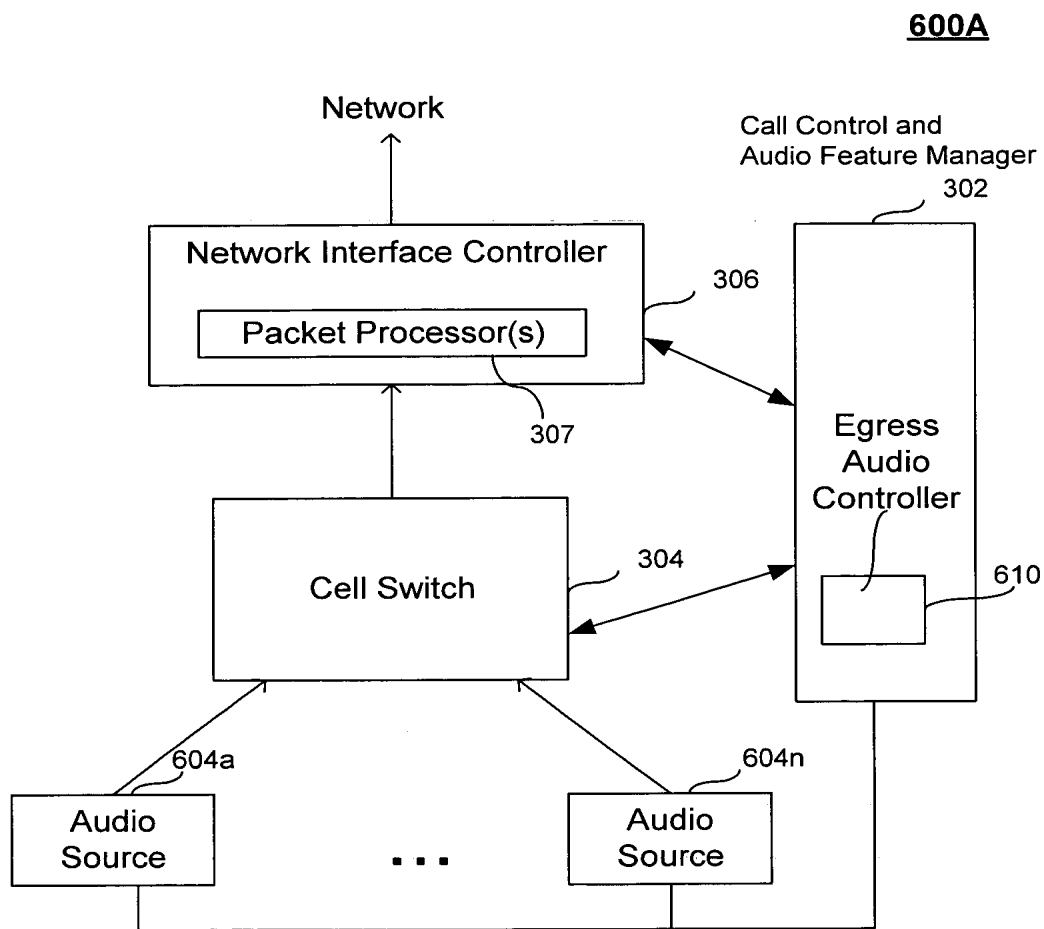 600A
Network
Call Control and
Audio Feature Manager
302
Network Interface Controller
306
Packet Processor(s)
307
Egress
Audio
Controller
Cell Switch
304
610
604a
604n
Audio
Source
...
Audio
Source